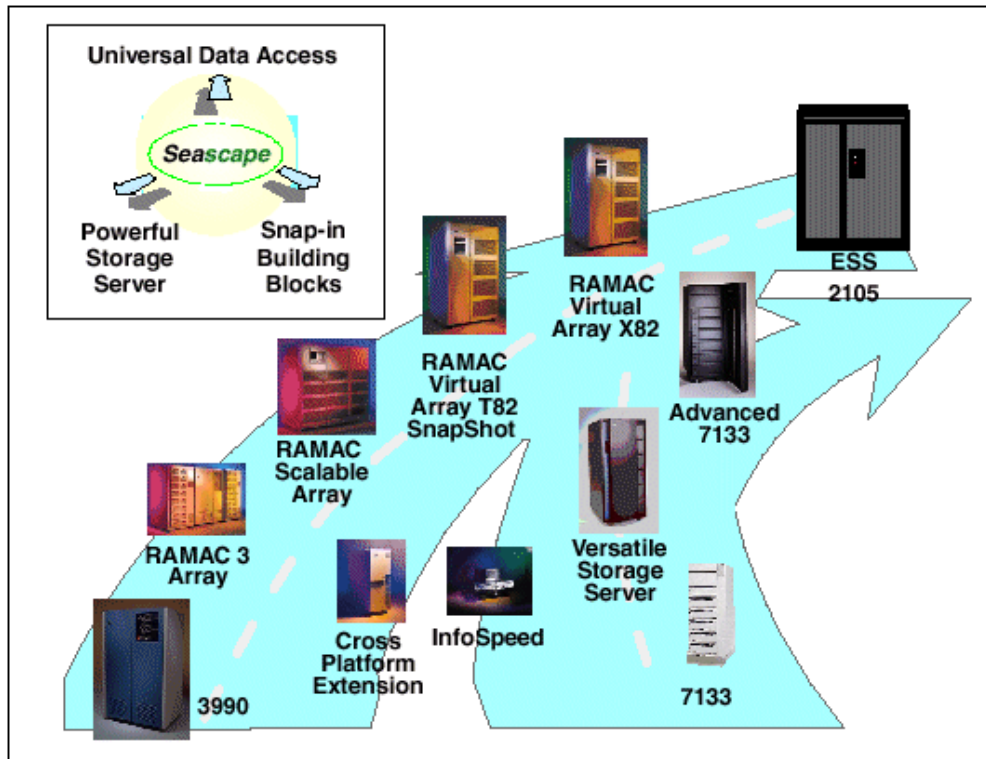 Universal Data Access
Seascape
Powerful
Storage
Server
Snap-in
Building
Blocks
ESS
2105
RAMAC
Virtual
Array X82
Advanced
7133
RAMAC
Virtual
Array T82
SnapShot
RAMAC
Scalable
Array
Versatile
Storage
Server
RAMAC 3
Array
InfoSpeed
Cross
Platform
Extension
3990
7133